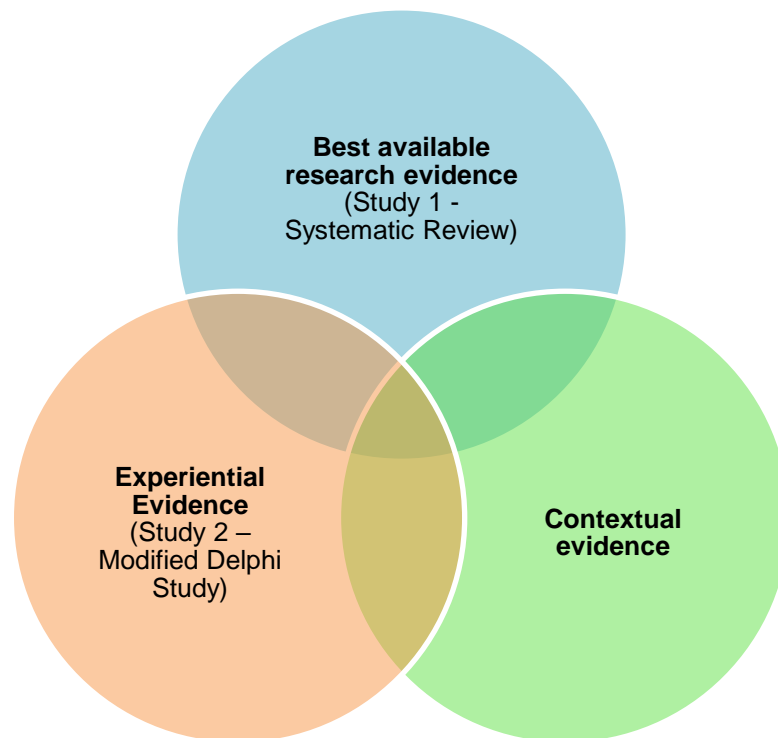 Best available
research evidence
(Study 1 -
Systematic Review)
Experiential
Evidence
(Study 2 –
Modified Delphi
Study)
Contextual
evidence